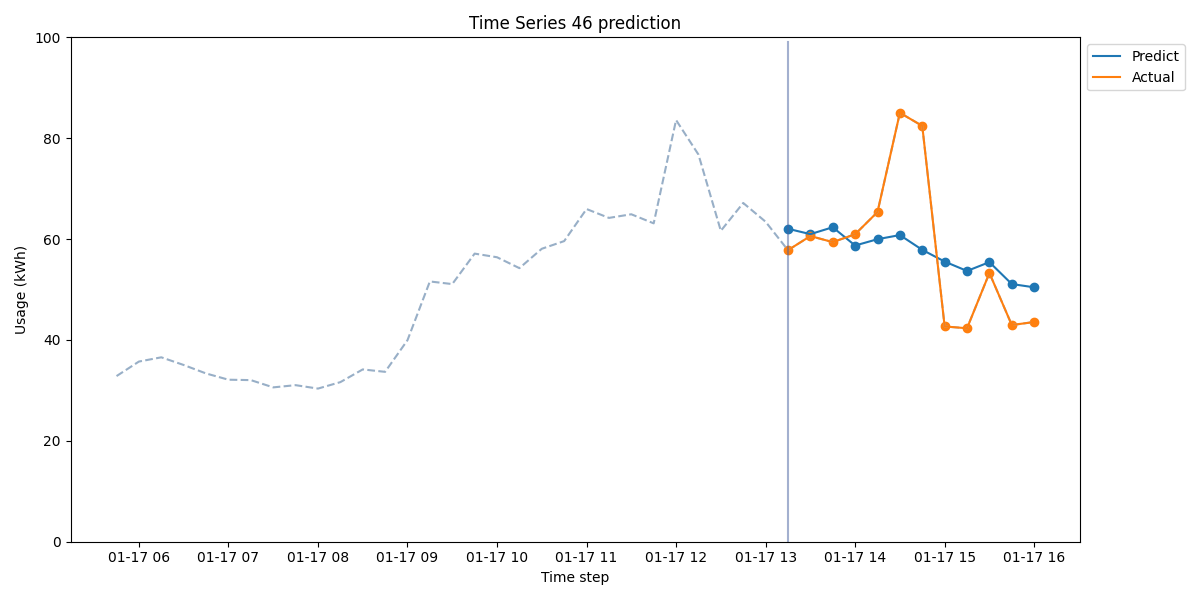 Time Series 46 prediction
Predict
Actual
Usage (kWh)
100
80
60
40
20
0
01-17 06 01-17 07 01-17 08 01-17 09 01-17 10 01-17 11 01-17 12 01-17 13 01-17 14 01-17 15 01-17 16
Time step